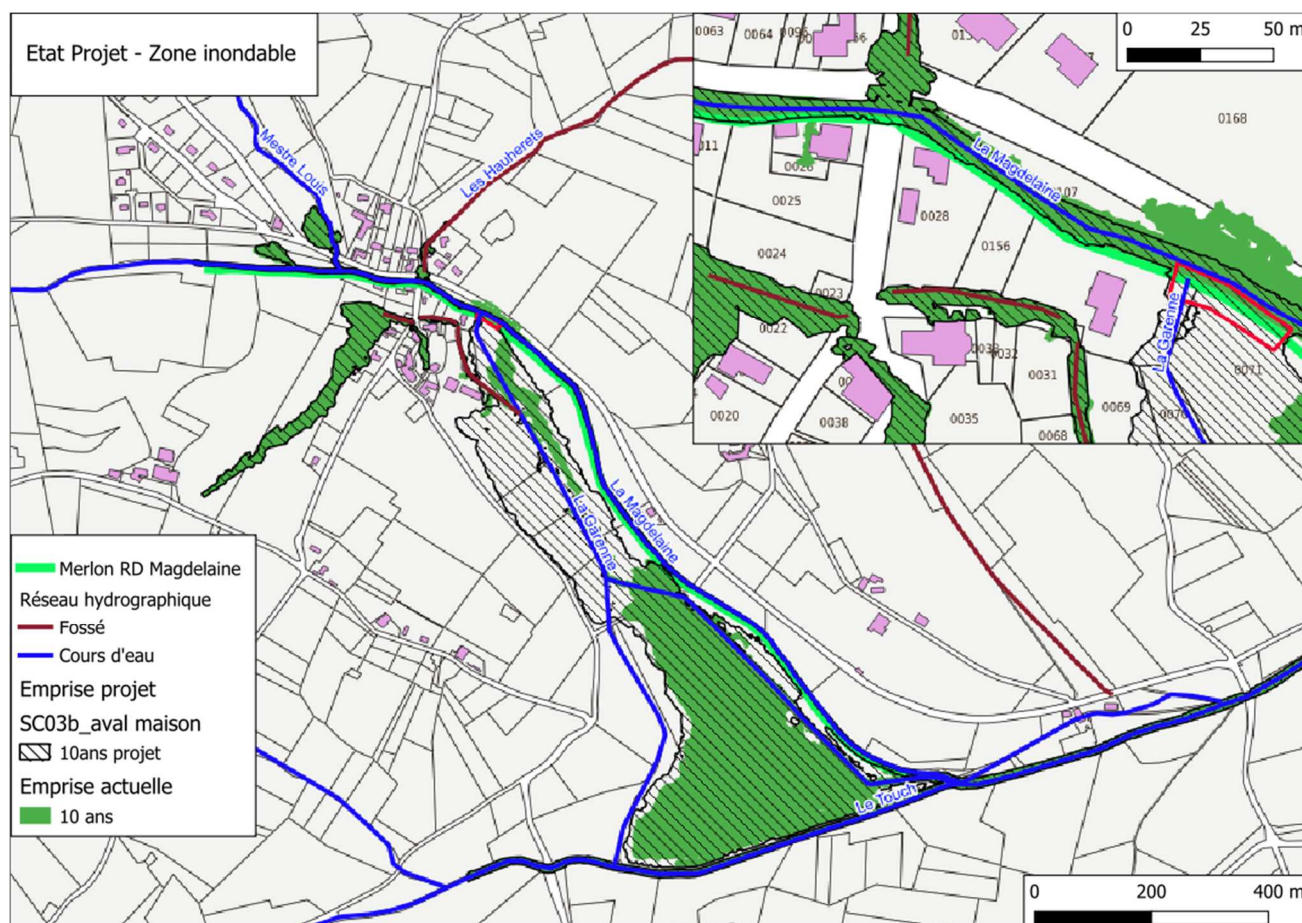 Etat Projet - Zone inondable
0 25 50 m
0063
0064
0168
La Magdelaine
0011
0025
0028
0156
0024
0023
0022
0031
0020
0038
0035
0068
0069
0071
La Garenne
Mestre Louis
Les Hauherets
La Garenne
La Magdelaine
Le Touch
Merlon RD Magdelaine
Réseau hydrographique
Fossé
Cours d'eau
Emprise projet
SC03b_aval maison
10ans projet
Emprise actuelle
10 ans
0 200 400 m